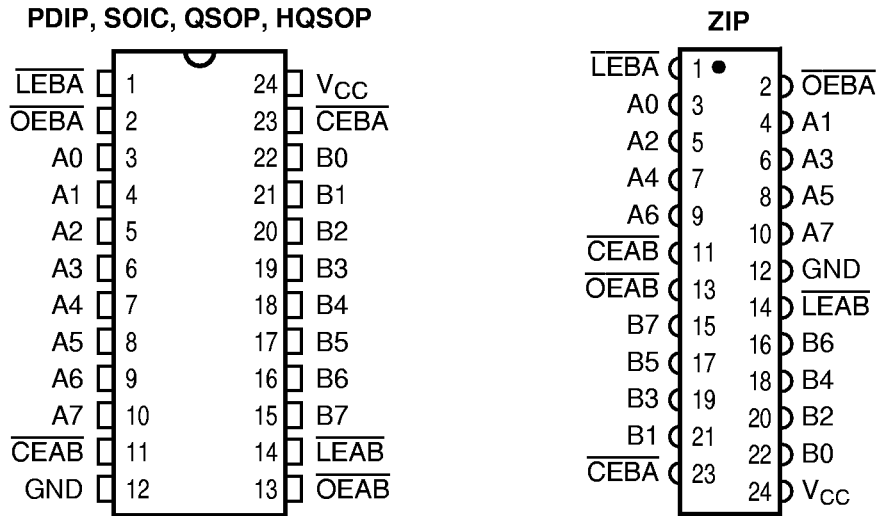 PDIP, SOIC, QSOP, HQSOP
LEBA 1 24 VCC
OEBA 2 23 CEBA
A0 3 22 B0
A1 4 21 B1
A2 5 20 B2
A3 6 19 B3
A4 7 18 B4
A5 8 17 B5
A6 9 16 B6
A7 10 15 B7
CEAB 11 14 LEAB
GND 12 13 OEAB
ZIP
LEBA 1
2 OEBA
A0 3
4 A1
A2 5
6 A3
A4 7
8 A5
A6 9
10 A7
CEAB 11
12 GND
OEAB 13
14 LEAB
B7 15
16 B6
B5 17
18 B4
B3 19
20 B2
B1 21
22 B0
CEBA 23
24 VCC